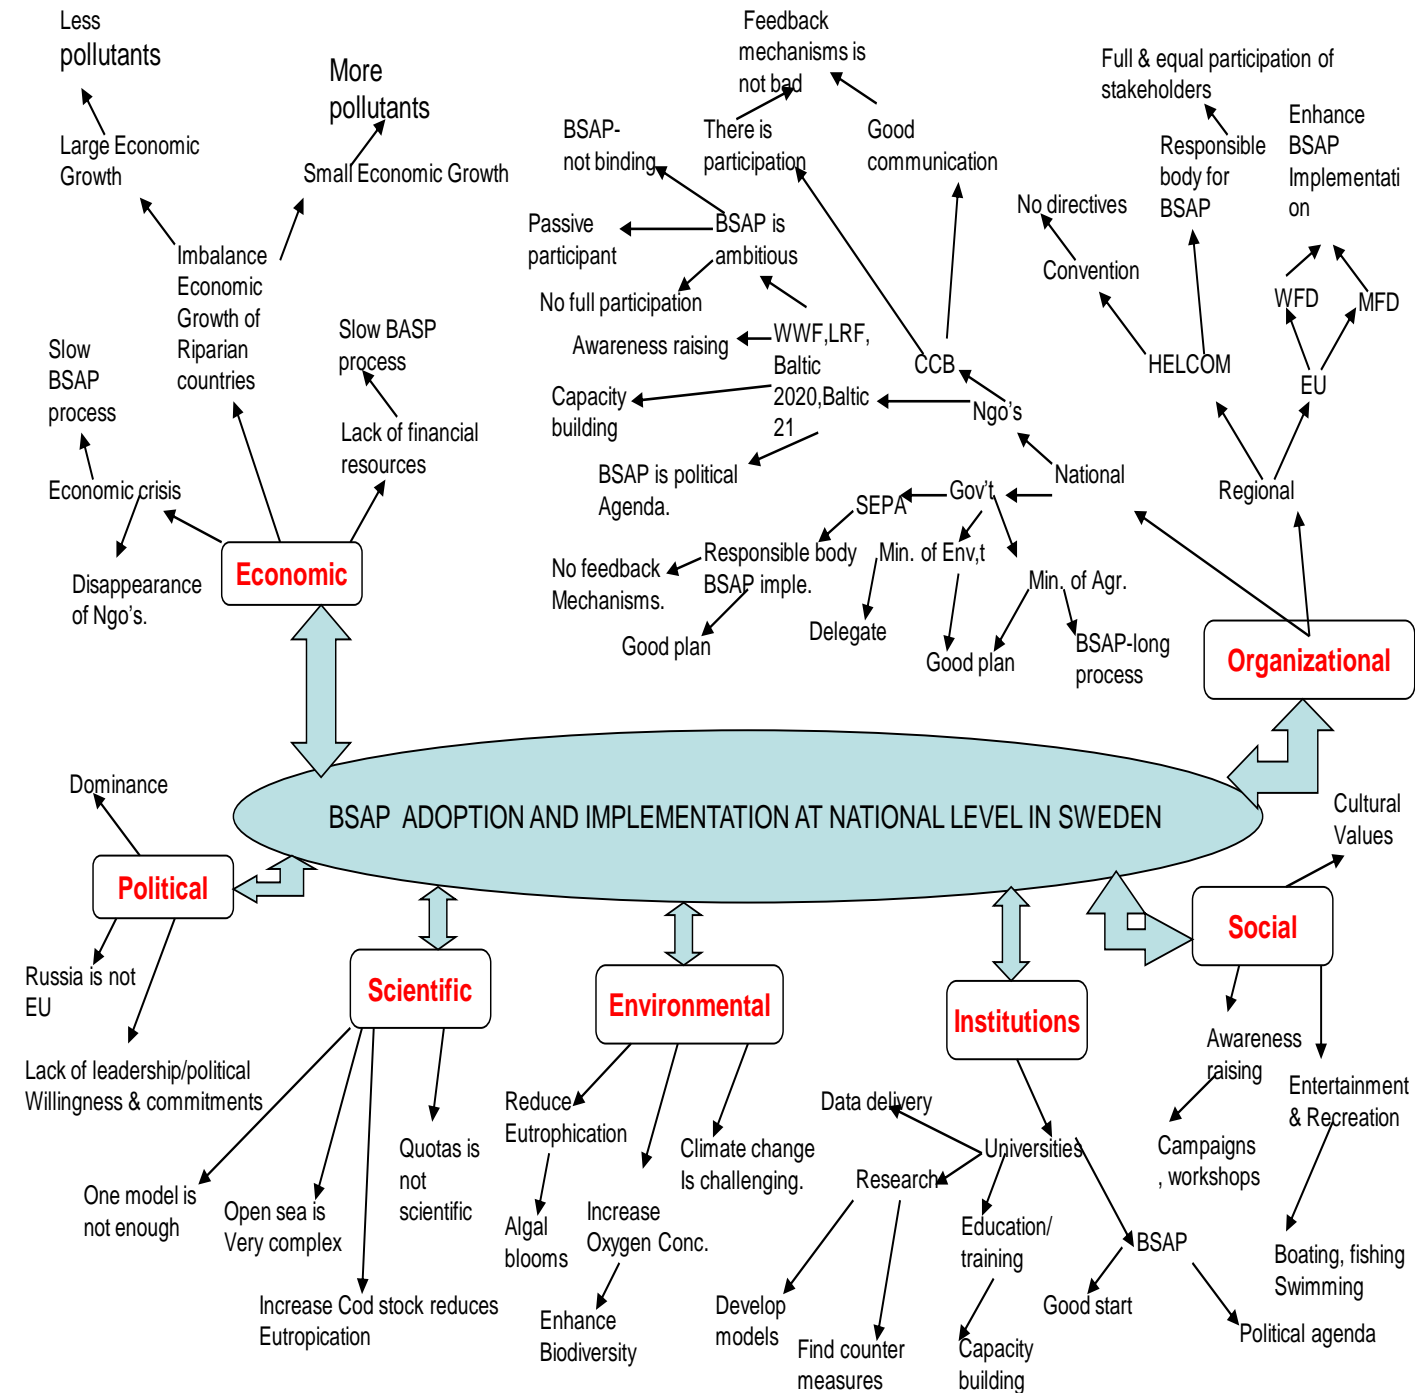 Less
pollutants
More
pollutants
Large Economic
Growth
Small Economic Growth
Imbalance
Economic
Growth of
Riparian
countries
Slow
BSAP
process
Slow BASP
process
Lack of financial
resources
Economic crisis
Disappearance
of Ngo's.
Economic
Feedback
mechanisms is
not bad
BSAP-
not binding
There is
participation
Good
communication
Passive
participant
BSAP is
ambitious
No full participation
Awareness raising
WWF,LRF,
Baltic
2020,Baltic
21
Capacity
building
BSAP is political
Agenda.
CCB
Ngo's
National
Gov't
SEPA
Responsible body
BSAP imple.
No feedback
Mechanisms.
Good plan
Min. of Env,t
Delegate
Min. of Agr.
Good plan
BSAP-long
process
Full & equal participation of
stakeholders
Enhance
BSAP
Implementati
on
Responsible
body for
BSAP
No directives
Convention
WFD
MFD
HELCOM
EU
Regional
Organizational
BSAP ADOPTION AND IMPLEMENTATION AT NATIONAL LEVEL IN SWEDEN
Dominance
Political
Russia is not
EU
Lack of leadership/political
Willingness & commitments
Scientific
One model is
not enough
Open sea is
Very complex
Increase Cod stock reduces
Eutropication
Quotas is
not
scientific
Environmental
Reduce
Eutrophication
Algal
blooms
Increase
Oxygen Conc.
Enhance
Biodiversity
Climate change
Is challenging.
Institutions
Data delivery
Universities
Research
Develop
models
Find counter
measures
Education/
training
Capacity
building
BSAP
Good start
Political agenda
Cultural
Values
Social
Awareness
raising
Campaigns
, workshops
Entertainment
& Recreation
Boating, fishing
Swimming